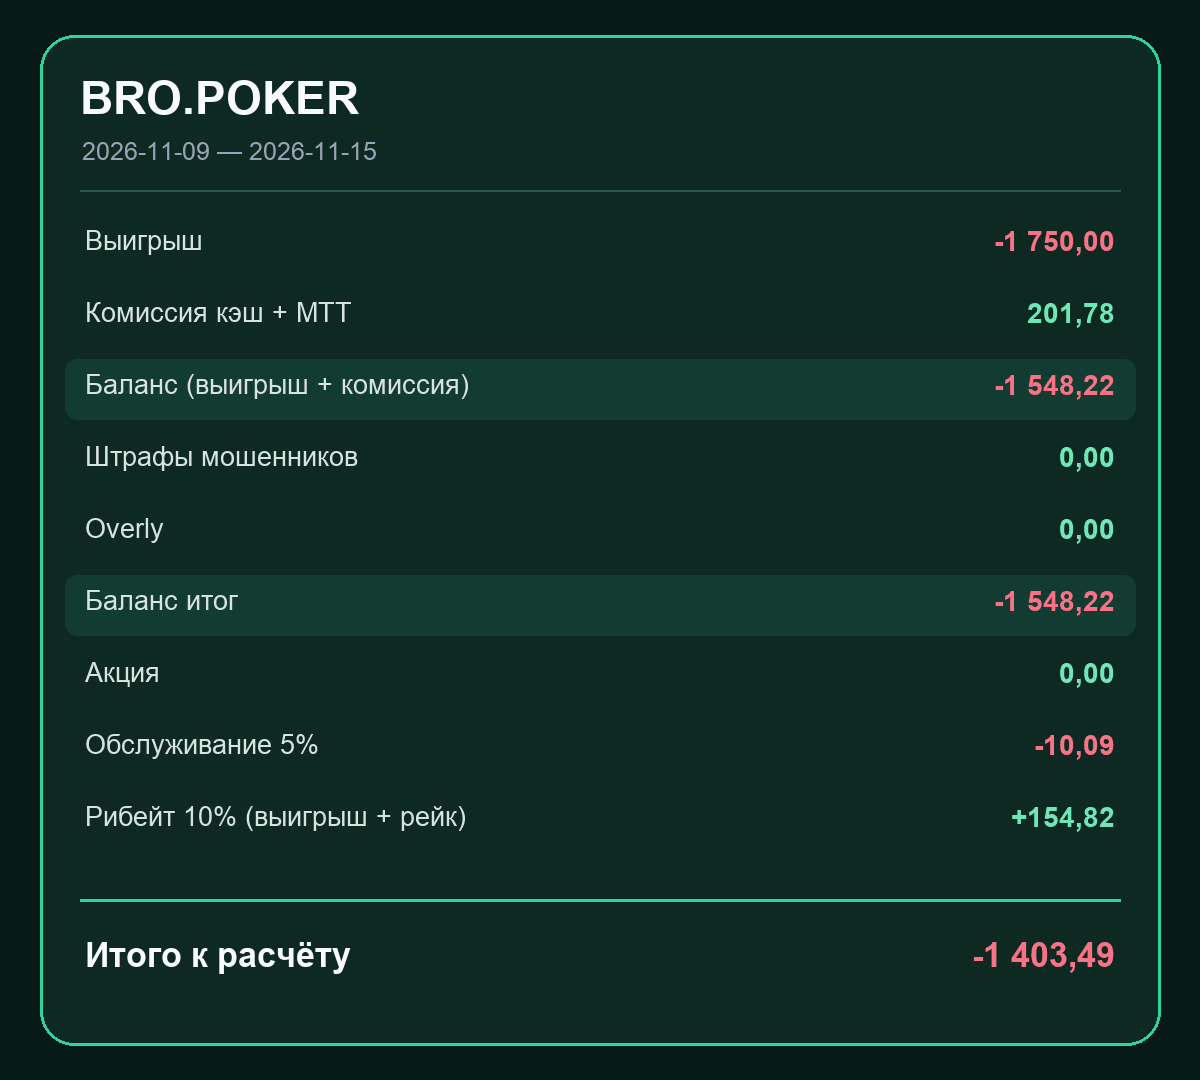 BRO.POKER
2026-11-09 — 2026-11-15
Выигрыш -1 750,00
Комиссия кэш + МТТ 201,78
Баланс (выигрыш + комиссия) -1 548,22
Штрафы мошенников 0,00
Overly 0,00
Баланс итог -1 548,22
Акция 0,00
Обслуживание 5% -10,09
Рибейт 10% (выигрыш + рейк) +154,82
Итого к расчёту -1 403,49